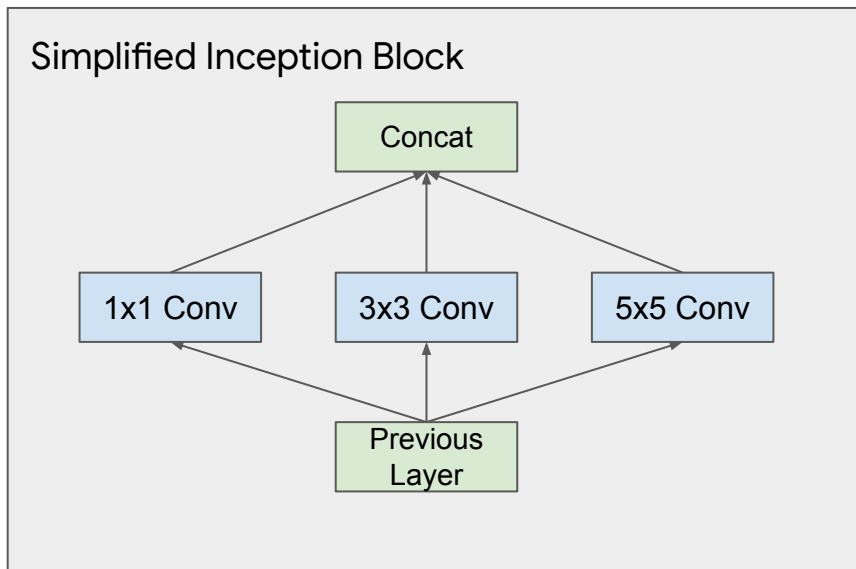 Simplified Inception Block
Concat
1x1 Conv
3x3 Conv
5x5 Conv
Previous
Layer